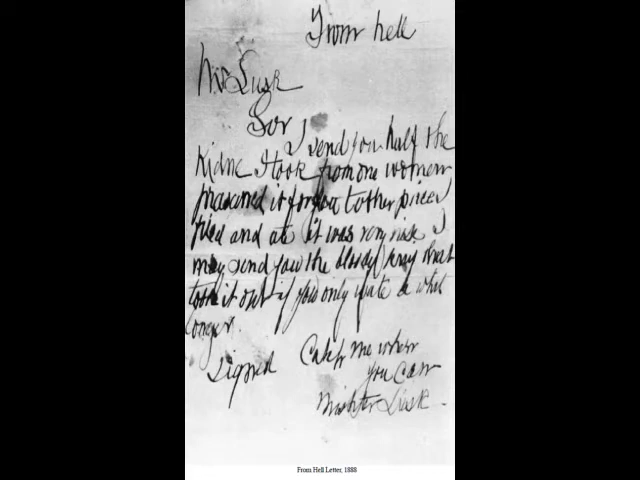 From hell
Mr Lusk
Sor
I send you half the
Kidne I took from one women
prasarved it for you tother piece I
fried and ate it was very nise I
may send you the bloody knif that
took it out if you only wate a whil
longer.
signed Catch me when
you Can
Mishter Lusk.
From Hell Letter, 1888